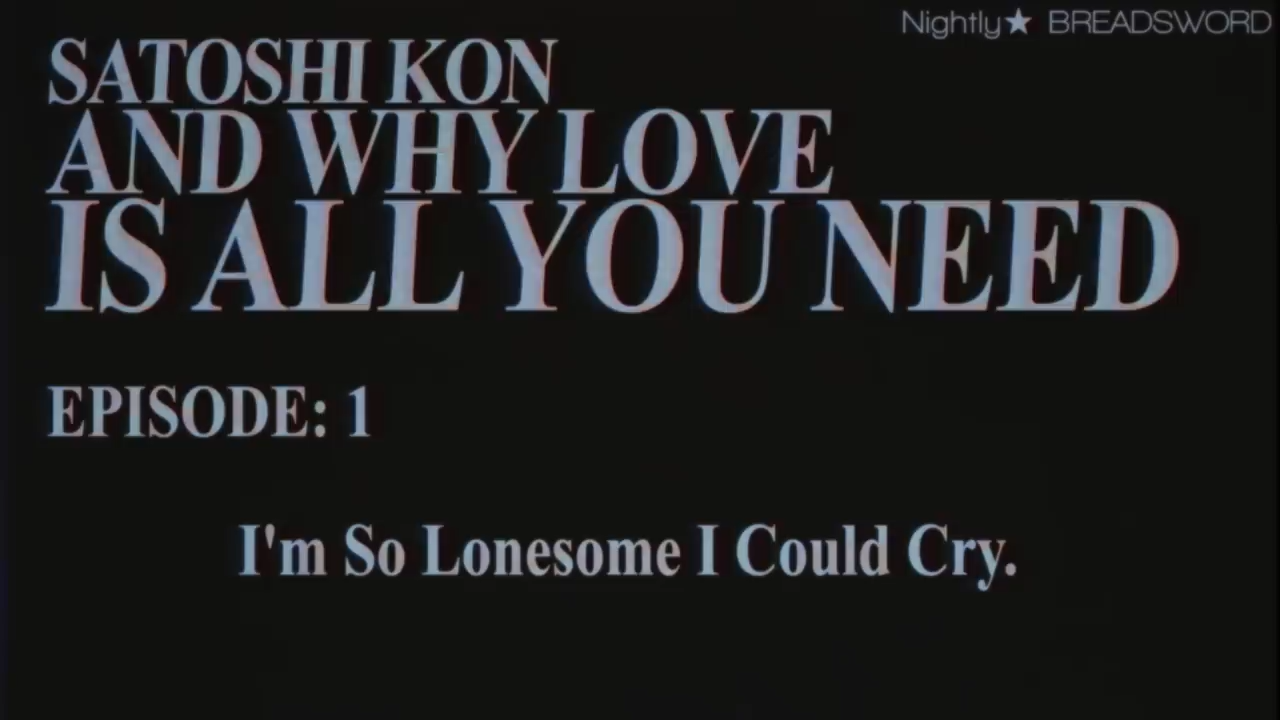 Nightly★ BREADSWORD
SATOSHI KON
AND WHY LOVE
IS ALL YOU NEED
EPISODE: 1
I'm So Lonesome I Could Cry.